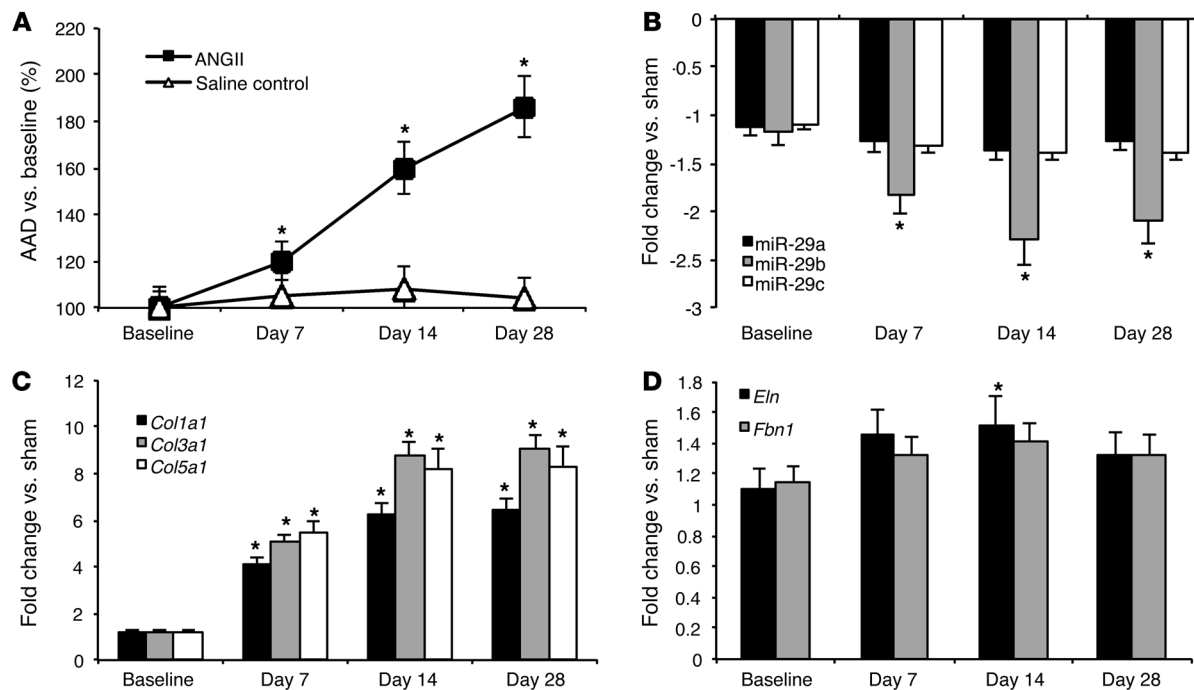 A
AAD vs. baseline (%)
220
200
180
160
140
120
100
ANGII
Saline control
*
*
*
Baseline
Day 7
Day 14
Day 28
B
Fold change vs. sham
0
-0.5
-1
-1.5
-2
-2.5
-3
miR-29a
miR-29b
miR-29c
*
*
*
Baseline
Day 7
Day 14
Day 28
C
Fold change vs. sham
12
10
8
6
4
2
0
Col1a1
Col3a1
Col5a1
* * *
* * *
* * *
Baseline
Day 7
Day 14
Day 28
D
Fold change vs. sham
1.8
1.6
1.4
1.2
1
0.8
0.6
0.4
0.2
0
Eln
Fbn1
*
Baseline
Day 7
Day 14
Day 28